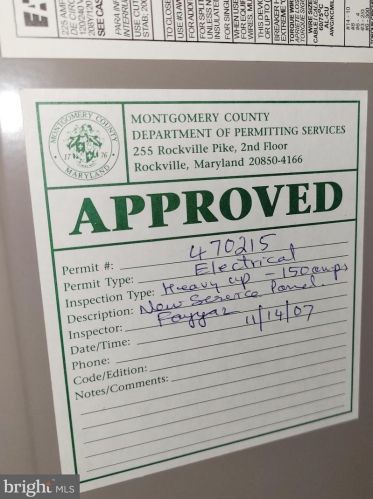 MONTGOMERY COUNTY
1776
MARYLAND
MONTGOMERY COUNTY
DEPARTMENT OF PERMITTING SERVICES
255 Rockville Pike, 2nd Floor
Rockville, Maryland 20850-4166
APPROVED
Permit #: 470215
Permit Type: Electrical
Inspection Type: Heavy up - 150 amps
Description: New Service Panel.
Inspector: Fayyaz
Date/Time: 11/14/07
Phone:
Code/Edition:
Notes/Comments:
bright MLS